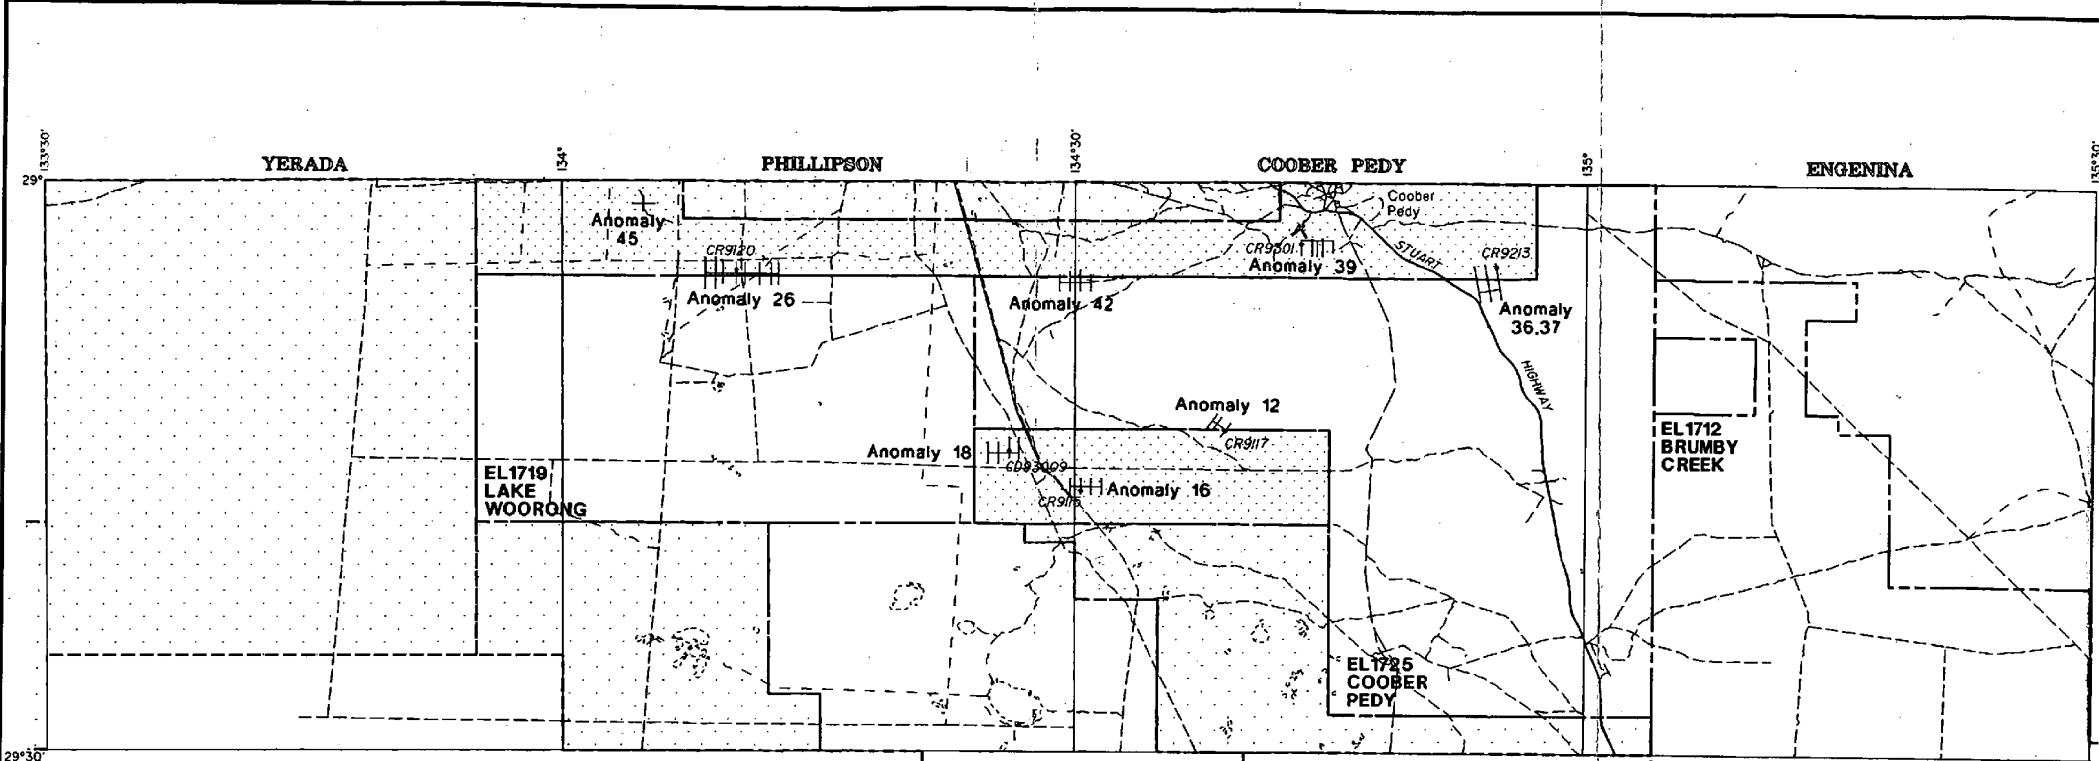 133°30'
134°
134°30'
135°
135°30'
YERADA
PHILLIPSON
COOBER PEDY
ENGENINA
29°
Coober
Pedy
Anomaly
45
CR9120
Anomaly 26
Anomaly 42
CR9301
Anomaly 39
STUART
CR9213
Anomaly
36.37
HIGHWAY
Anomaly 12
CR9117
Anomaly 18
CD93009
Anomaly 16
EL1719
LAKE
WOORONG
EL1712
BRUMBY
CREEK
EL1725
COOBER
PEDY
29°30'